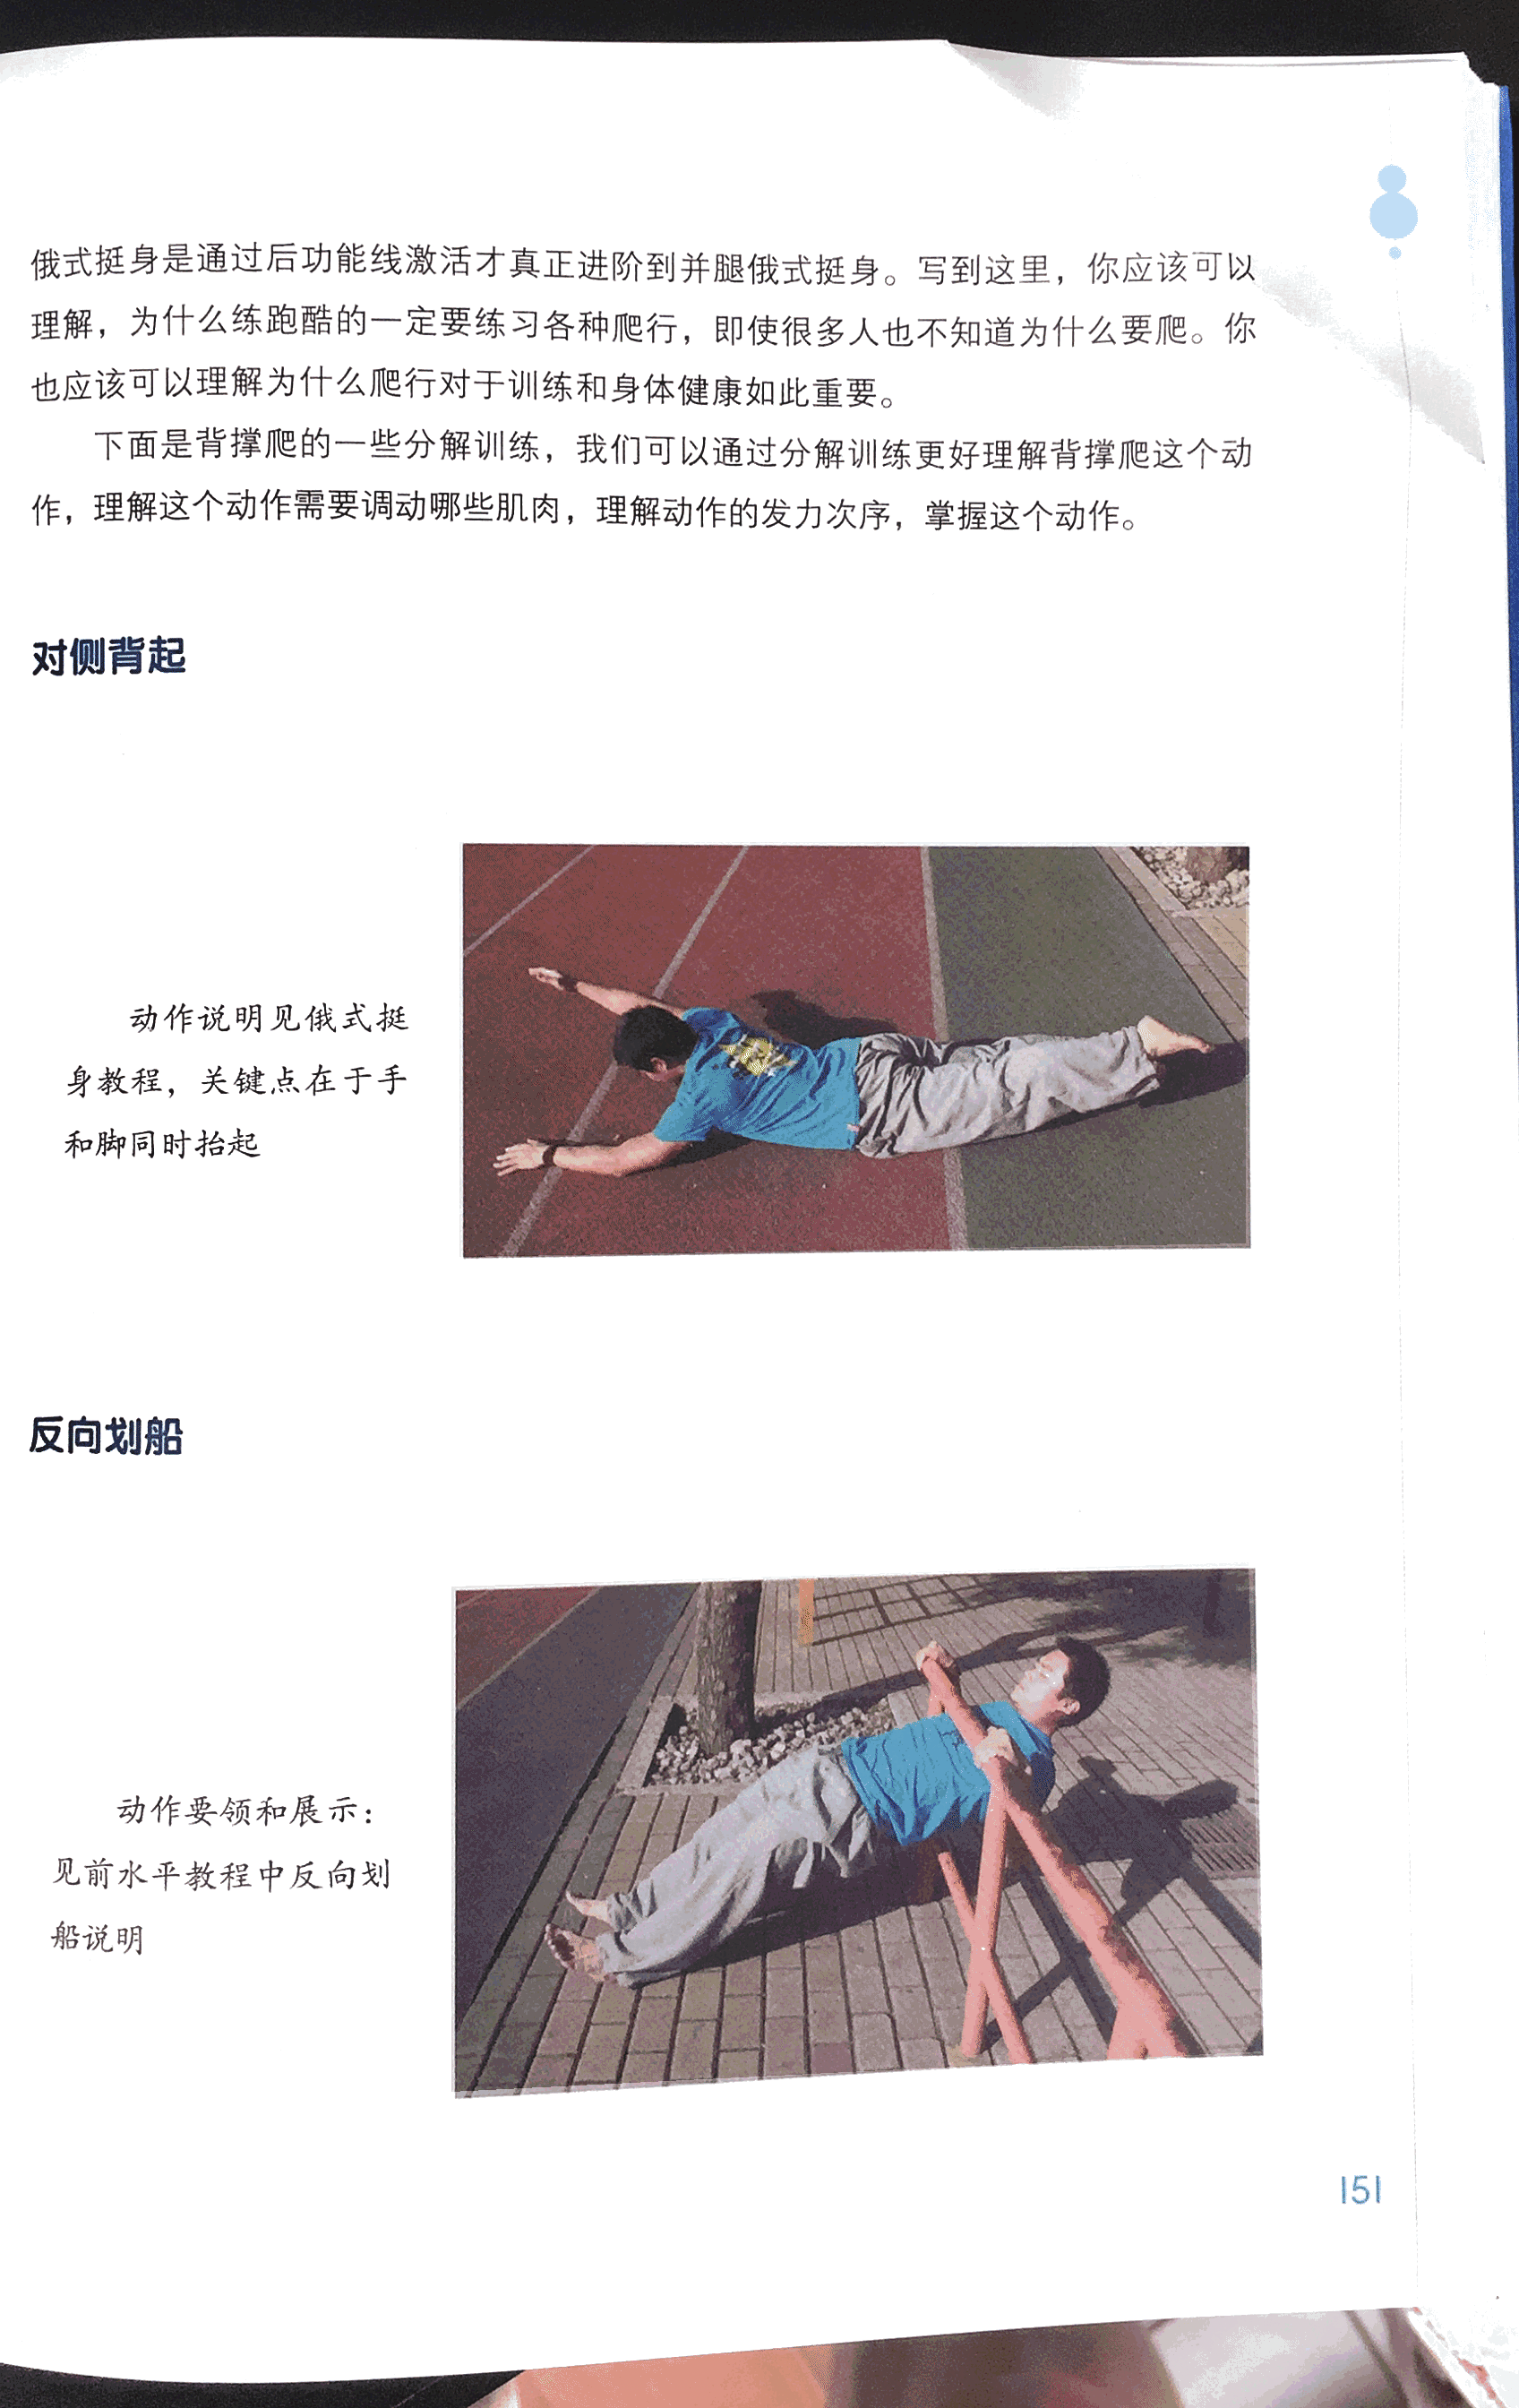 俄式挺身是通过后功能线激活才真正进阶到并腿俄式挺身。写到这里，你应该可以
理解，为什么练跑酷的一定要练习各种爬行，即使很多人也不知道为什么要爬。你
也应该可以理解为什么爬行对于训练和身体健康如此重要。
下面是背撑爬的一些分解训练，我们可以通过分解训练更好理解背撑爬这个动
作，理解这个动作需要调动哪些肌肉，理解动作的发力次序，掌握这个动作。
对侧背起
动作说明见俄式挺
身教程，关键点在于手
和脚同时抬起
反向划船
动作要领和展示：
见前水平教程中反向划
船说明
151